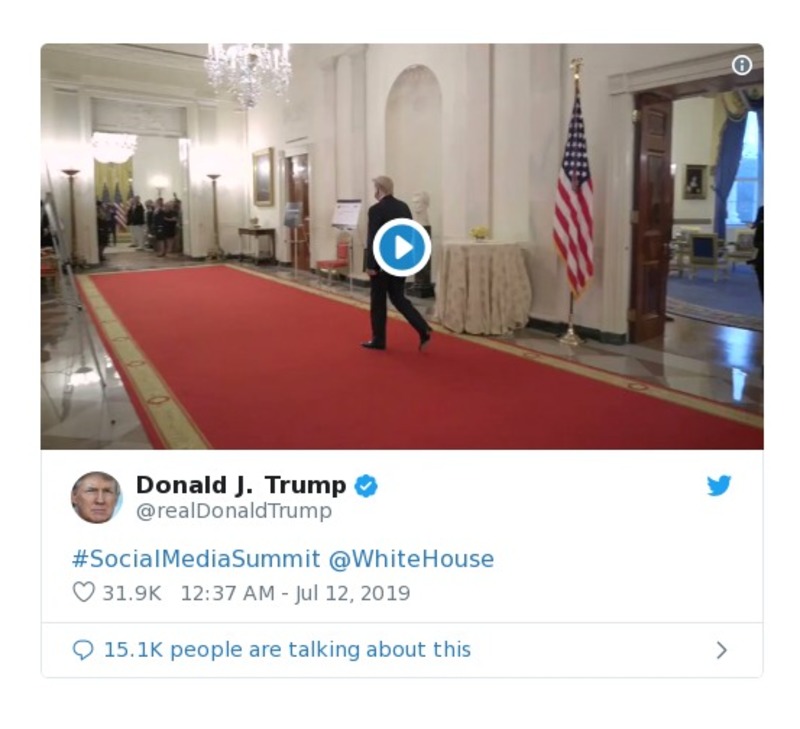 Donald J. Trump
@realDonaldTrump
#SocialMediaSummit @WhiteHouse
31.9K 12:37 AM - Jul 12, 2019
15.1K people are talking about this